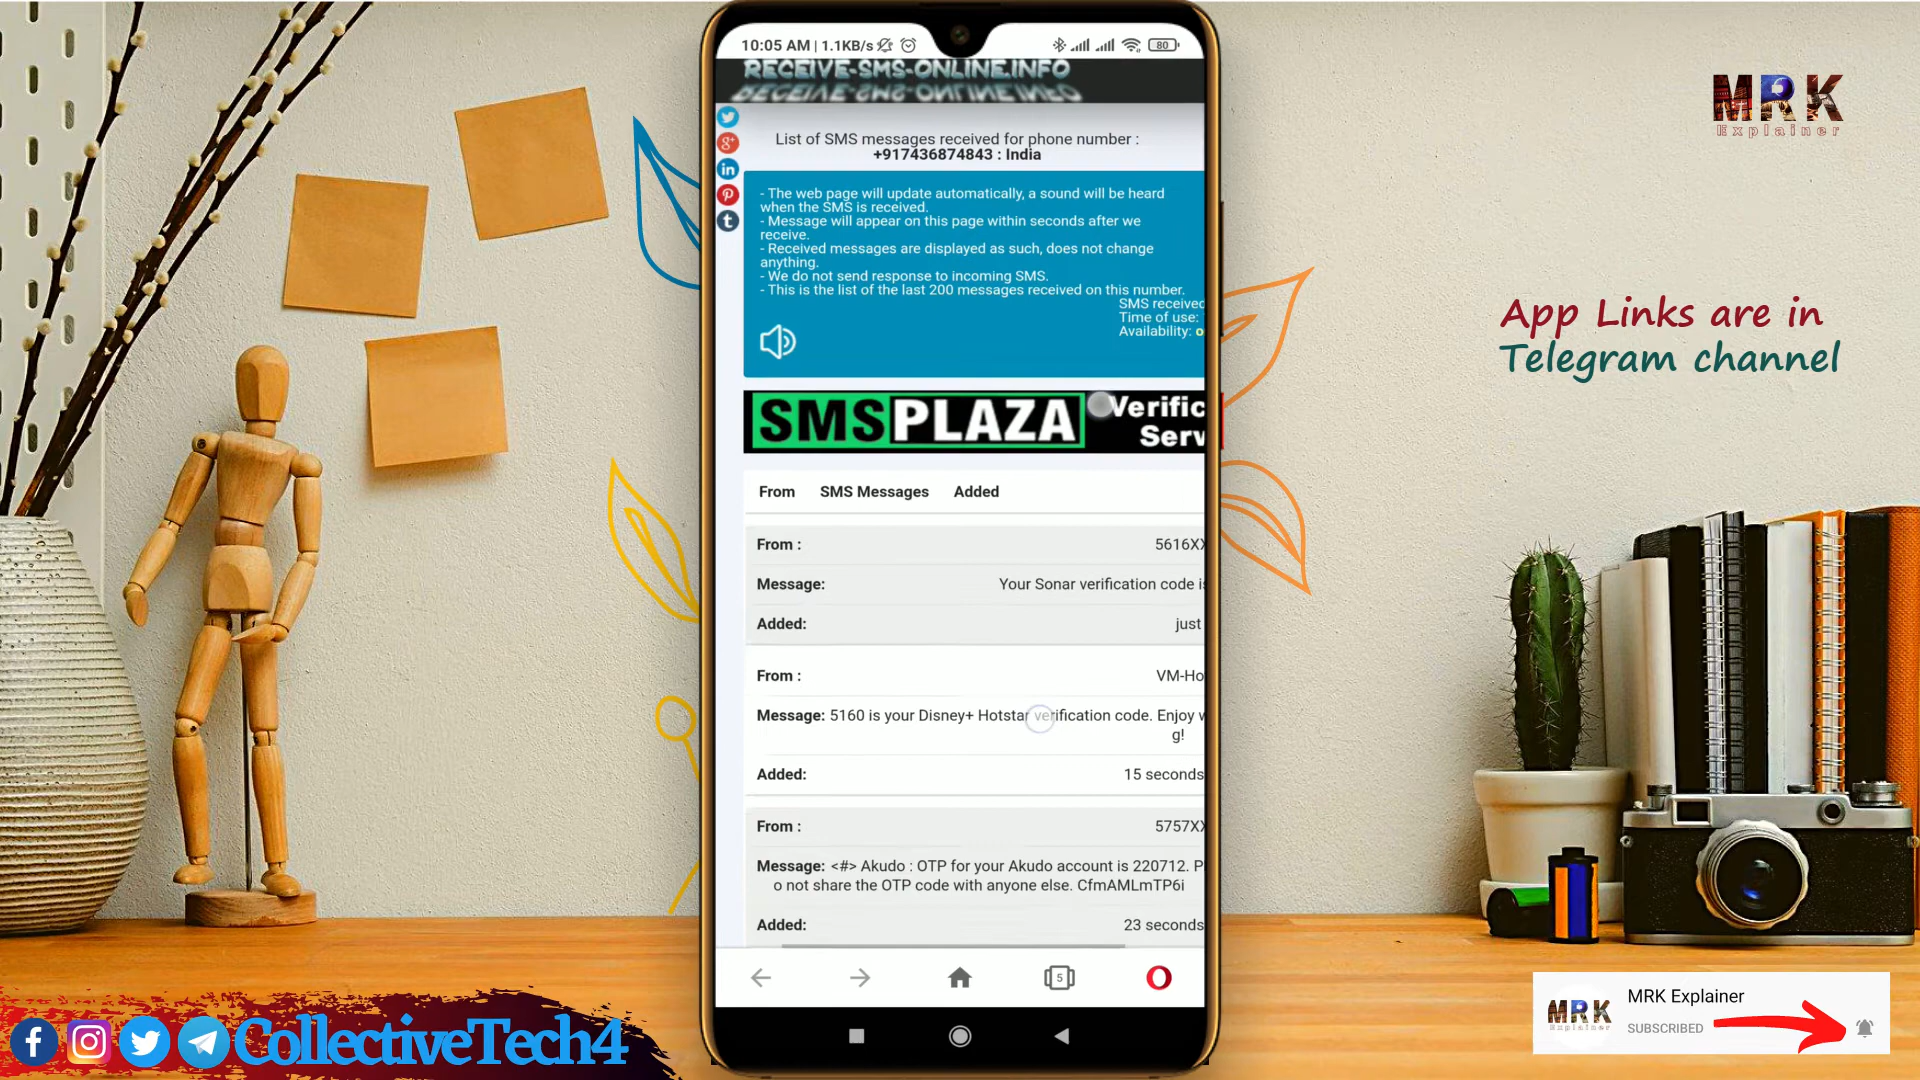 10:05 AM | 1.1KB/s
80
RECEIVE-SMS-ONLINE.INFO
List of SMS messages received for phone number :
+917436874843 : India
- The web page will update automatically, a sound will be heard
when the SMS is received.
- Message will appear on this page within seconds after we
receive.
- Received messages are displayed as such, does not change
anything.
- We do not send response to incoming SMS.
- This is the list of the last 200 messages received on this number.
SMS received
Time of use:
Availability: o
SMSPLAZA
Verific
Serv
From SMS Messages Added
From : 5616XX
Message: Your Sonar verification code is
Added: just
From : VM-Ho
Message: 5160 is your Disney+ Hotstar verification code. Enjoy w
g!
Added: 15 seconds
From : 5757XX
Message: <#> Akudo : OTP for your Akudo account is 220712. P
o not share the OTP code with anyone else. CfmAMLmTP6i
Added: 23 seconds
5
MRK
Explainer
App Links are in
Telegram channel
CollectiveTech4
MRK
Explainer
MRK Explainer
SUBSCRIBED